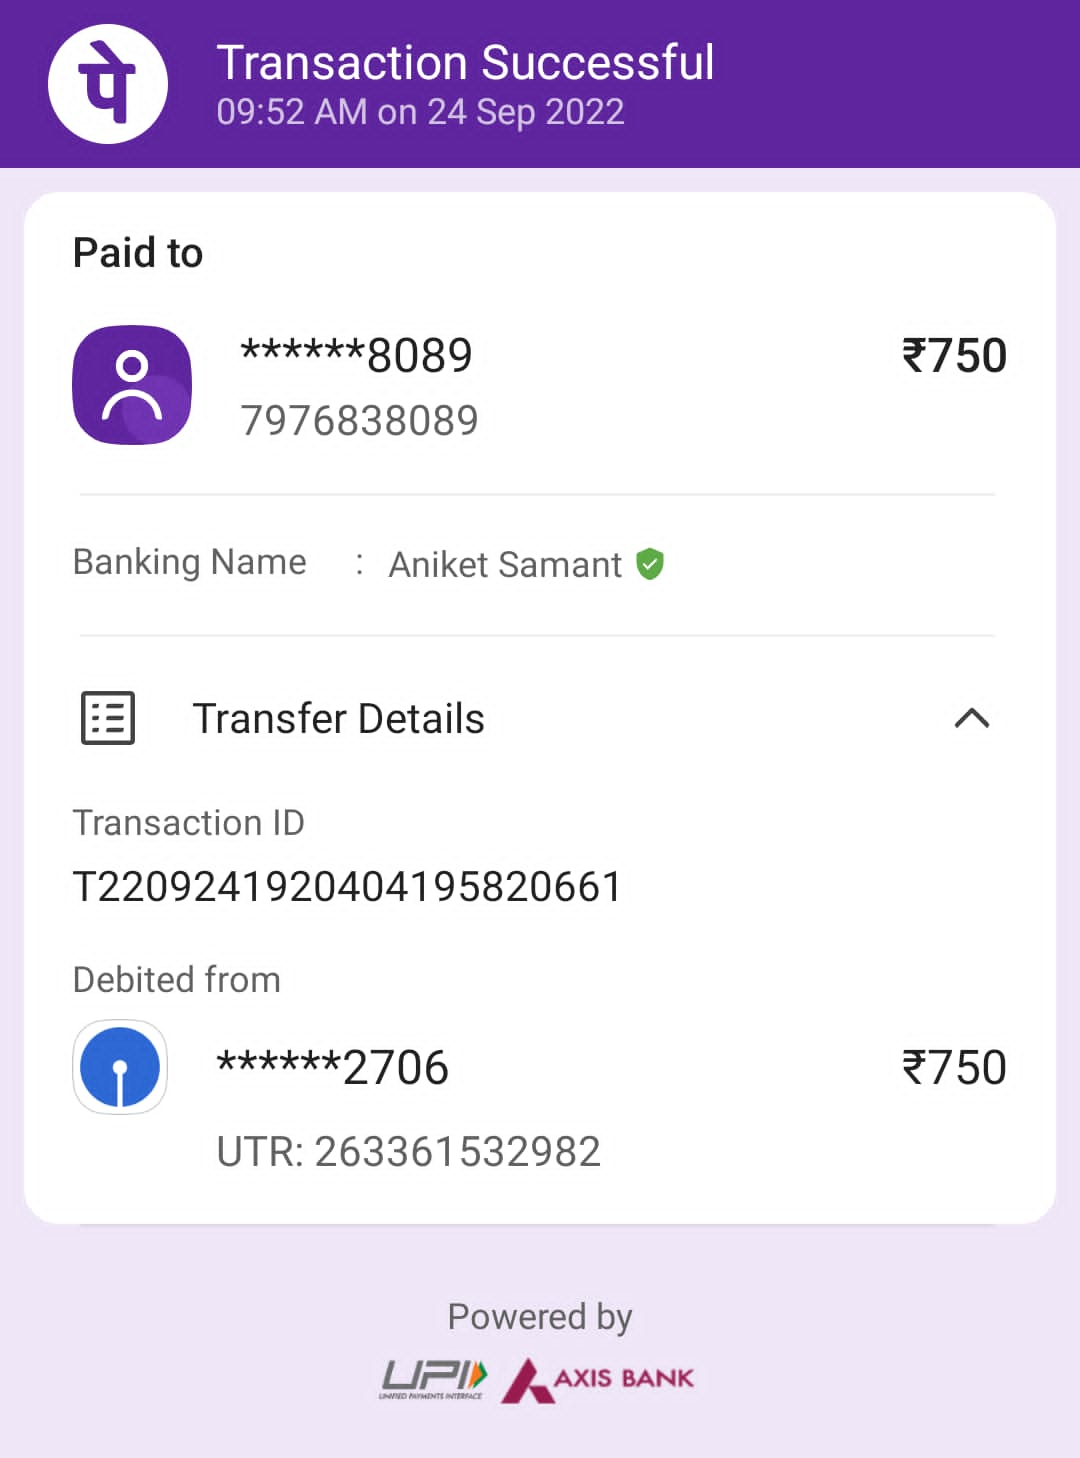 पे
Transaction Successful
09:52 AM on 24 Sep 2022
Paid to
******8089 ₹750
7976838089
Banking Name : Aniket Samant
Transfer Details
Transaction ID
T2209241920404195820661
Debited from
******2706 ₹750
UTR: 263361532982
Powered by
UPI AXIS BANK
UNIFIED PAYMENTS INTERFACE